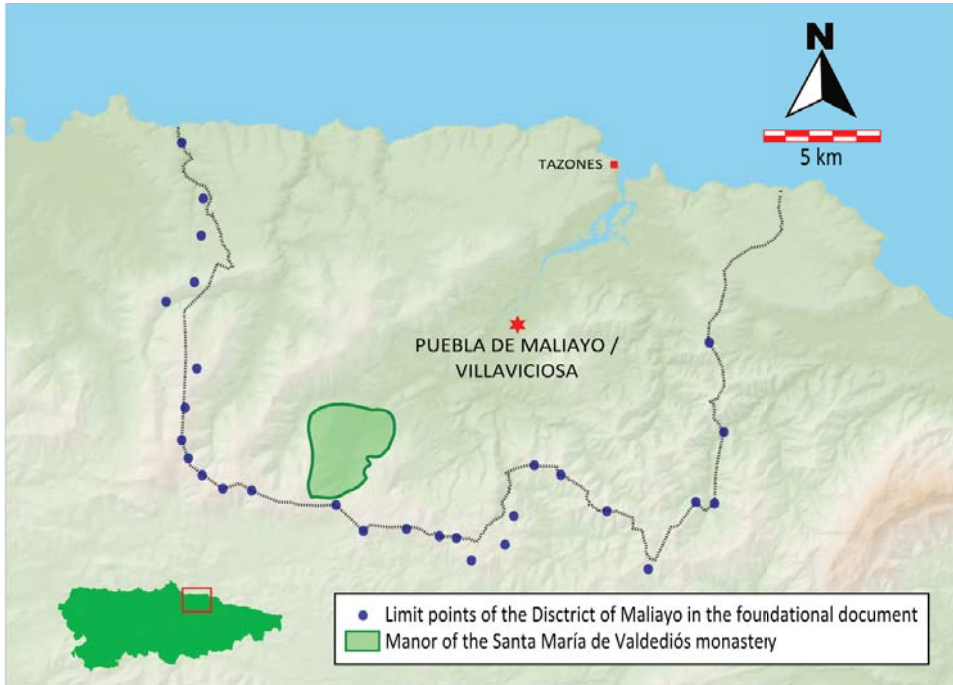 N
5 km
TAZONES
PUEBLA DE MALIAYO /
VILLAVICIOSA
Limit points of the Disctrict of Maliayo in the foundational document
Manor of the Santa María de Valdediós monastery